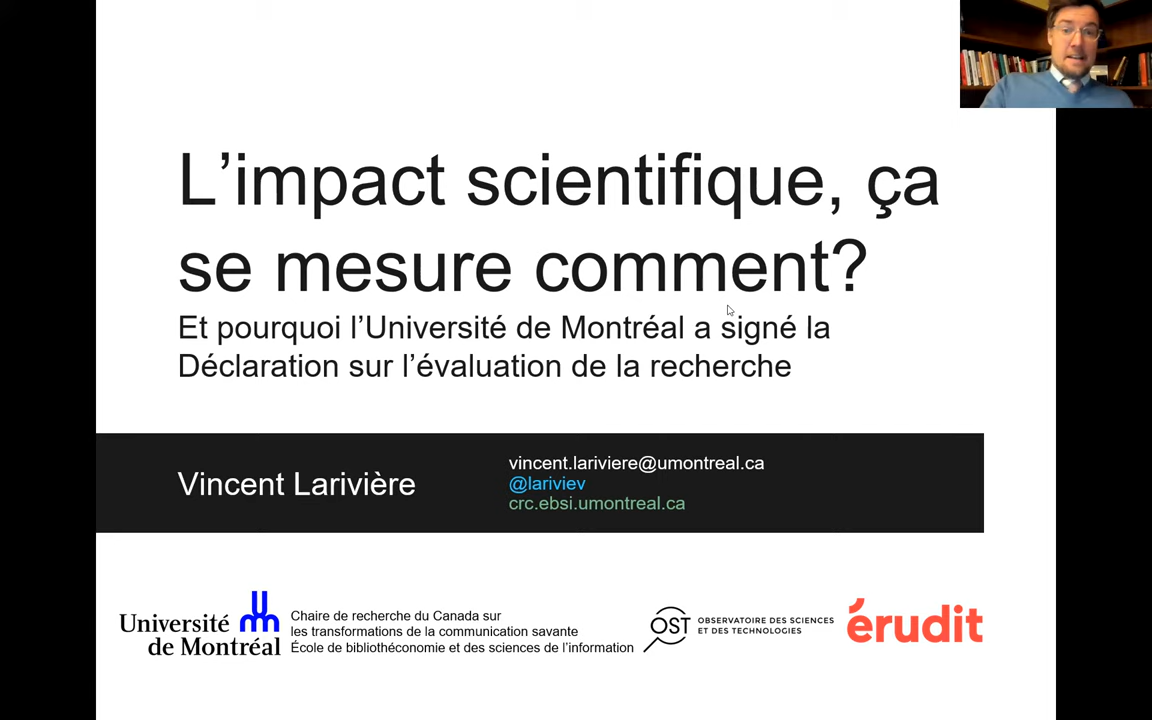 L’impact scientifique, ça
se mesure comment?
Et pourquoi l’Université de Montréal a signé la
Déclaration sur l’évaluation de la recherche
Vincent Larivière
vincent.lariviere@umontreal.ca
@lariviev
crc.ebsi.umontreal.ca
Université
de Montréal
Chaire de recherche du Canada sur
les transformations de la communication savante
École de bibliothéconomie et des sciences de l’information
OST
OBSERVATOIRE DES SCIENCES
ET DES TECHNOLOGIES
érudit